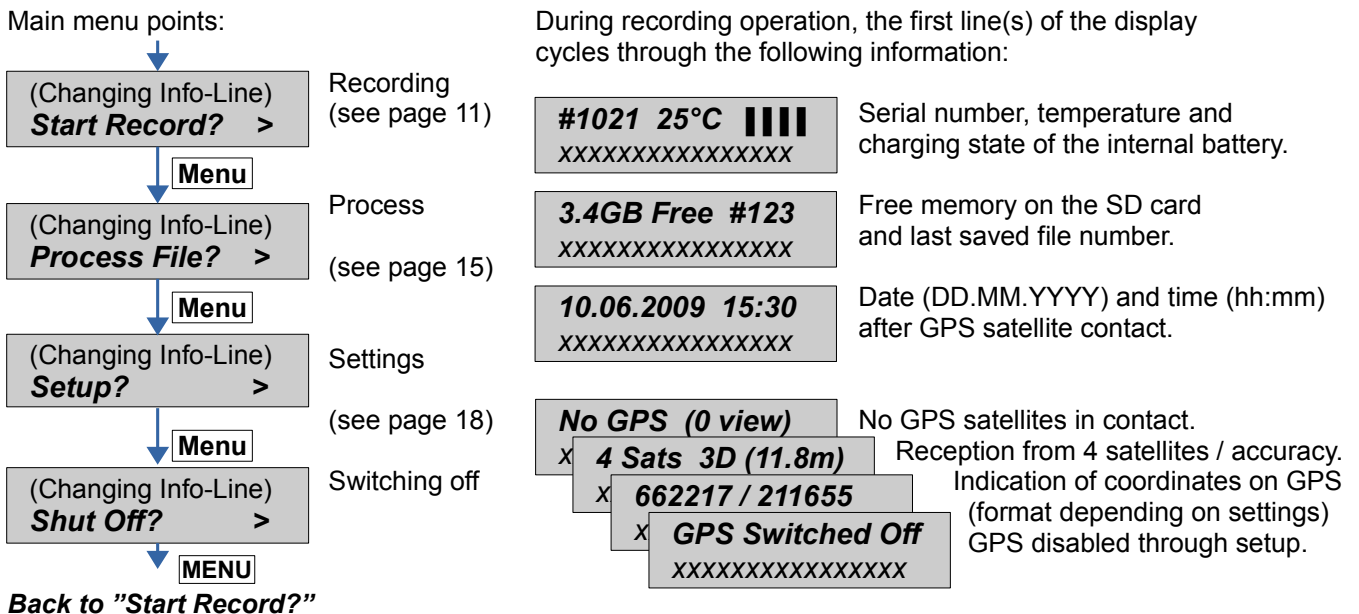 Main menu points:
(Changing Info-Line)
Start Record? >
Recording
(see page 11)
Menu
(Changing Info-Line)
Process File? >
Process
(see page 15)
Menu
(Changing Info-Line)
Setup? >
Settings
(see page 18)
Menu
(Changing Info-Line)
Shut Off? >
Switching off
MENU
Back to ”Start Record?”
During recording operation, the first line(s) of the display
cycles through the following information:
#1021 25°C
xxxxxxxxxxxxxxxx
Serial number, temperature and
charging state of the internal battery.
3.4GB Free #123
xxxxxxxxxxxxxxxx
Free memory on the SD card
and last saved file number.
10.06.2009 15:30
xxxxxxxxxxxxxxxx
Date (DD.MM.YYYY) and time (hh:mm)
after GPS satellite contact.
No GPS (0 view)
x
No GPS satellites in contact.
4 Sats 3D (11.8m)
x
Reception from 4 satellites / accuracy.
662217 / 211655
x
Indication of coordinates on GPS
(format depending on settings)
GPS Switched Off
xxxxxxxxxxxxxxxx
GPS disabled through setup.